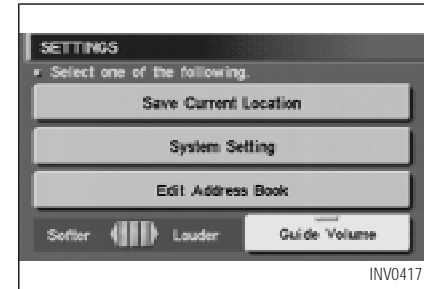 SETTINGS
Select one of the following.
Save Current Location
System Setting
Edit Address Book
Softer Louder Guide Volume
INV0417